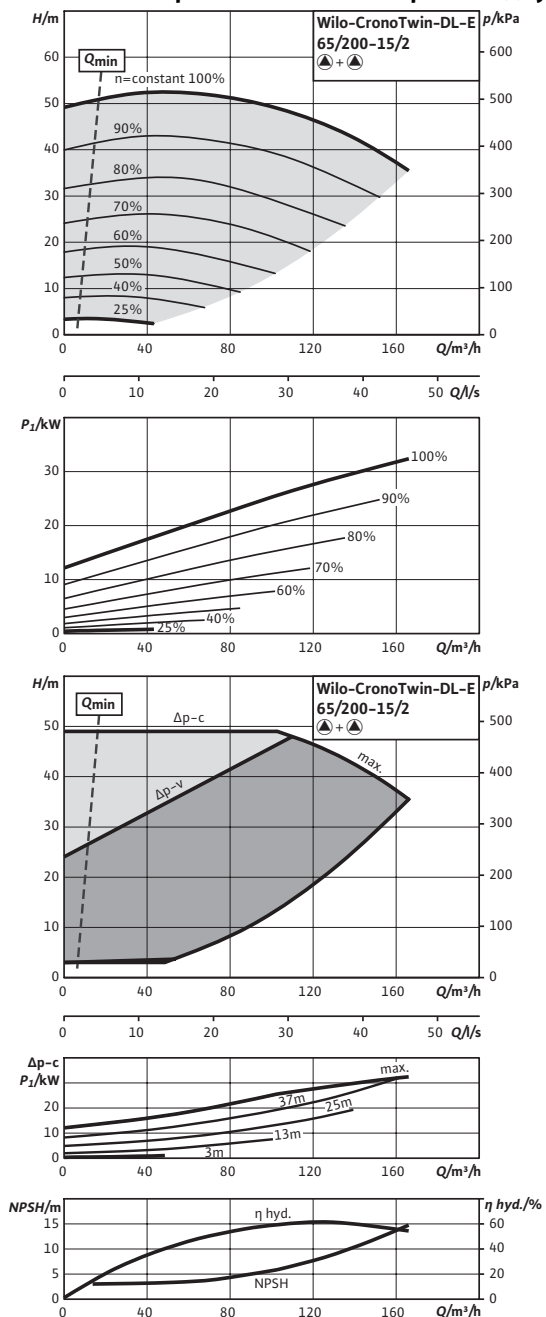 H/m
Wilo-CronoTwin-DL-E
65/200-15/2
+
p/kPa
60
50
40
30
20
10
0
Qmin
n=constant 100%
90%
80%
70%
60%
50%
40%
25%
600
500
400
300
200
100
0
0 40 80 120 160 Q/m³/h
0 10 20 30 40 50 Q/l/s
P1/kW
30
20
10
0
100%
90%
80%
70%
60%
40%
25%
0 40 80 120 160 Q/m³/h
H/m
Wilo-CronoTwin-DL-E
65/200-15/2
+
p/kPa
50
40
30
20
10
0
Qmin
Δp-c
Δp-v
max.
500
400
300
200
100
0
0 40 80 120 160 Q/m³/h
0 10 20 30 40 50 Q/l/s
Δp-c
P1/kW
20
10
0
max.
37m
25m
13m
3m
0 40 80 120 160 Q/m³/h
NPSH/m
η hyd./%
15
10
5
0
η hyd.
NPSH
60
40
20
0
0 40 80 120 160 Q/m³/h